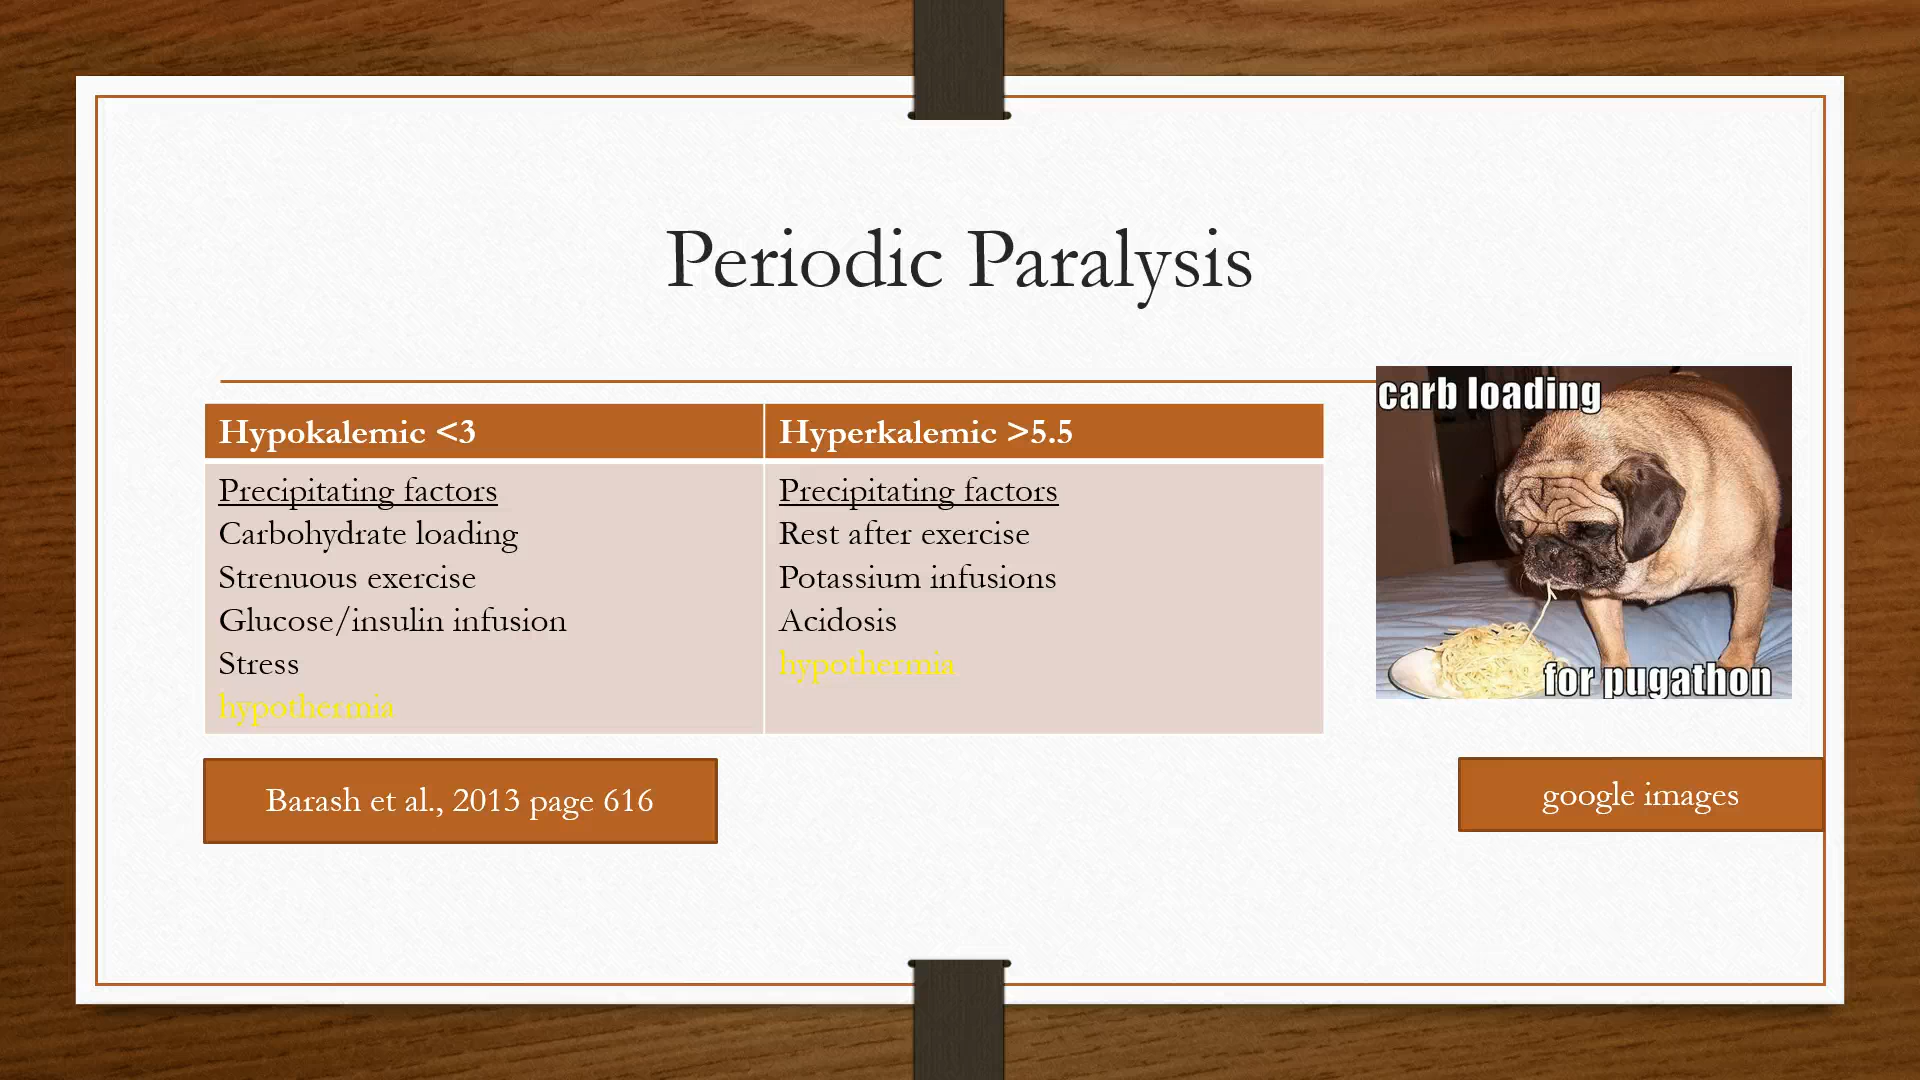 Periodic Paralysis
Hypokalemic <3
Precipitating factors
Carbohydrate loading
Strenuous exercise
Glucose/insulin infusion
Stress
hypothermia
Hyperkalemic >5.5
Precipitating factors
Rest after exercise
Potassium infusions
Acidosis
hypothermia
carb loading
for pugathon
Barash et al., 2013 page 616
google images